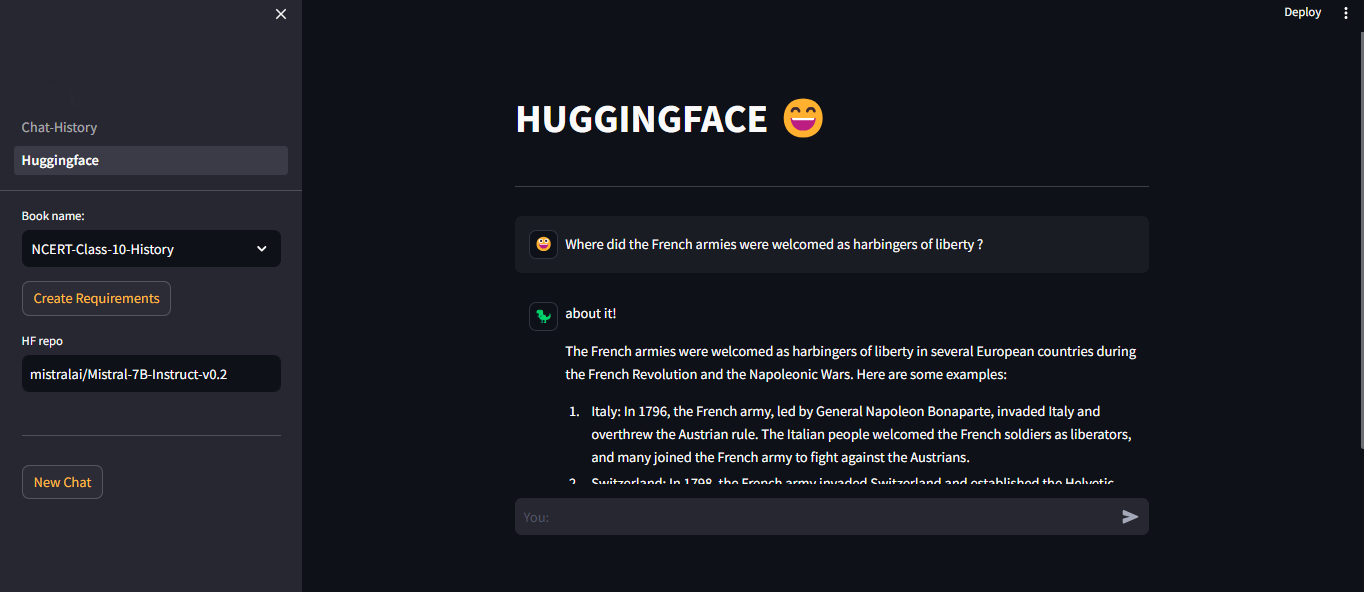 Deploy
Chat-History
Huggingface
Book name:
NCERT-Class-10-History
Create Requirements
HF repo
mistralai/Mistral-7B-Instruct-v0.2
New Chat
HUGGINGFACE
Where did the French armies were welcomed as harbingers of liberty ?
about it!
The French armies were welcomed as harbingers of liberty in several European countries during
the French Revolution and the Napoleonic Wars. Here are some examples:
1. Italy: In 1796, the French army, led by General Napoleon Bonaparte, invaded Italy and
overthrew the Austrian rule. The Italian people welcomed the French soldiers as liberators,
and many joined the French army to fight against the Austrians.
2. Switzerland: In 1798, the French army invaded Switzerland and established the Helvetic
You: